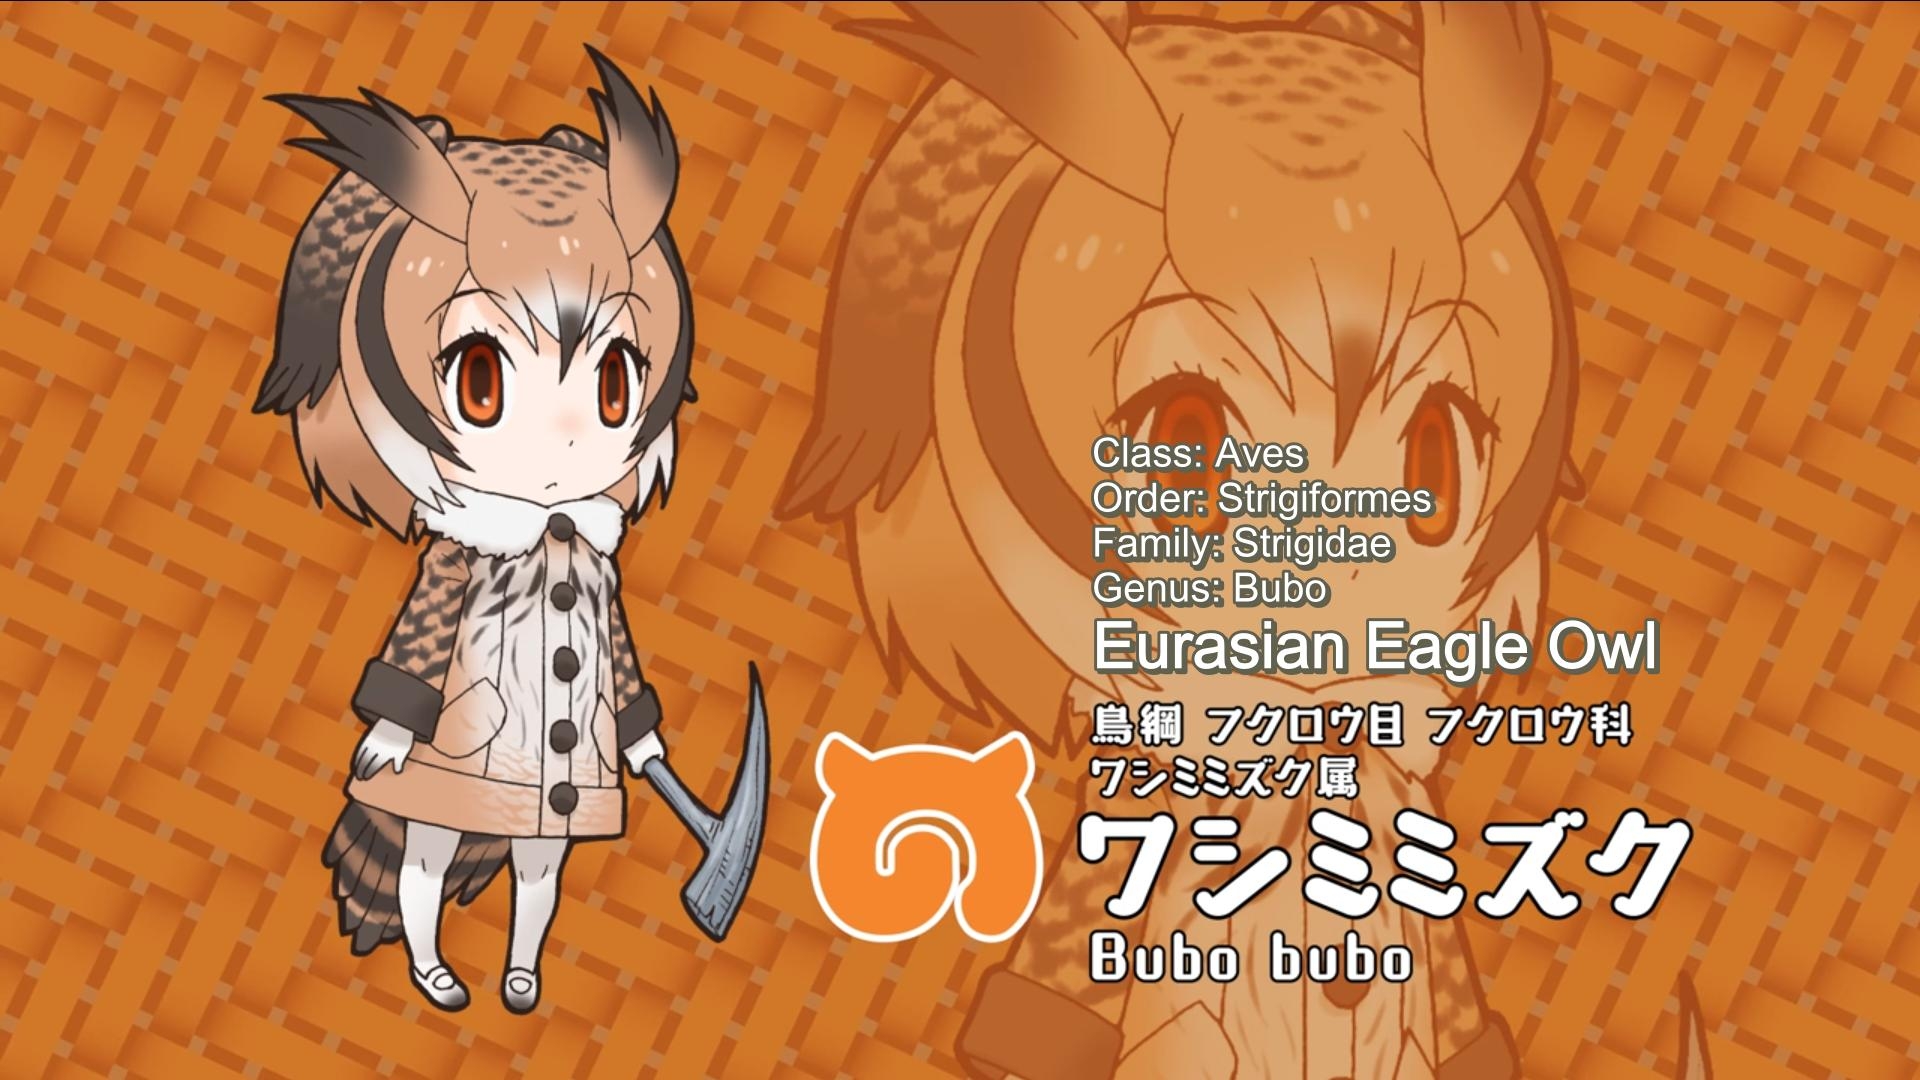 Class: Aves
Order: Strigiformes
Family: Strigidae
Genus: Bubo
Eurasian Eagle Owl
鳥綱 フクロウ目 フクロウ科
ワシミミズク属
ワシミミズク
Bubo bubo